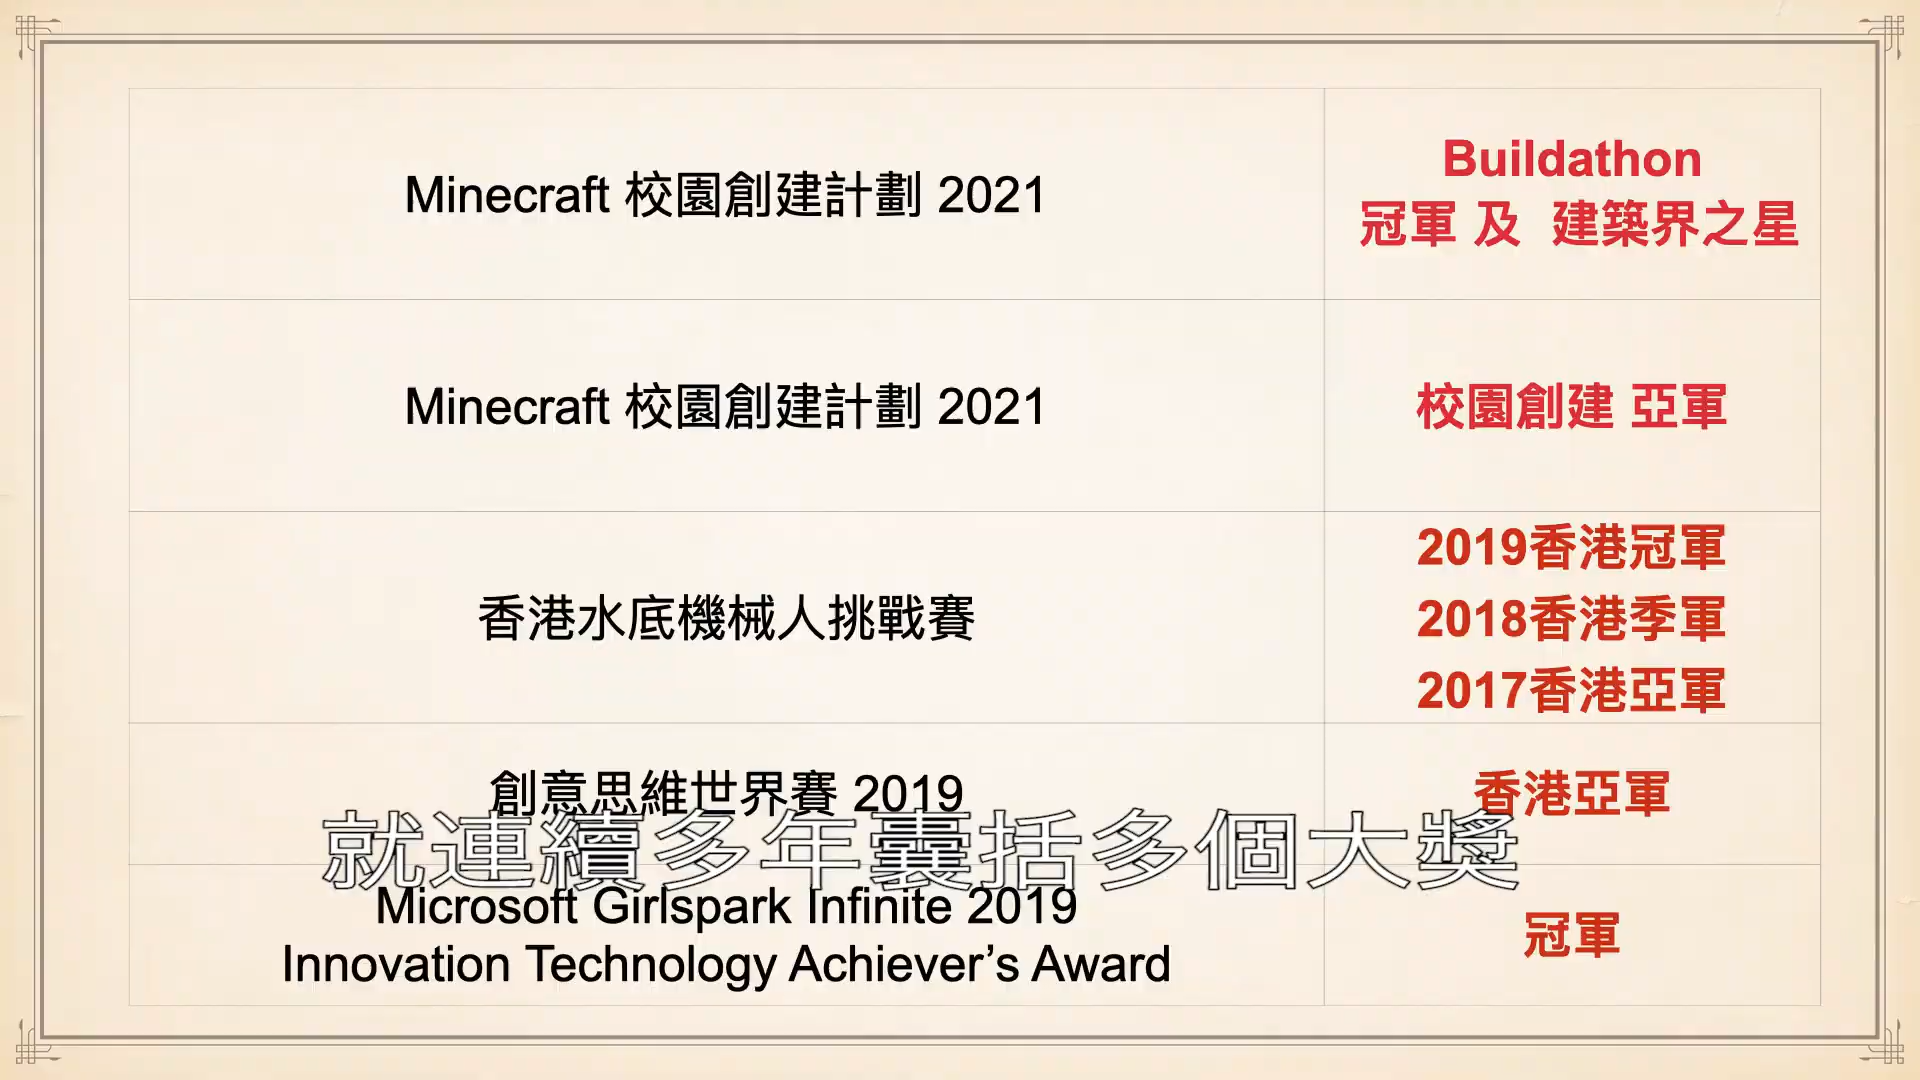 Minecraft 校園創建計劃 2021
Buildathon
冠軍 及 建築界之星
Minecraft 校園創建計劃 2021
校園創建 亞軍
香港水底機械人挑戰賽
2019香港冠軍
2018香港季軍
2017香港亞軍
創意思維世界賽 2019
香港亞軍
就連續多年囊括多個大獎
Microsoft Girlspark Infinite 2019
Innovation Technology Achiever’s Award
冠軍